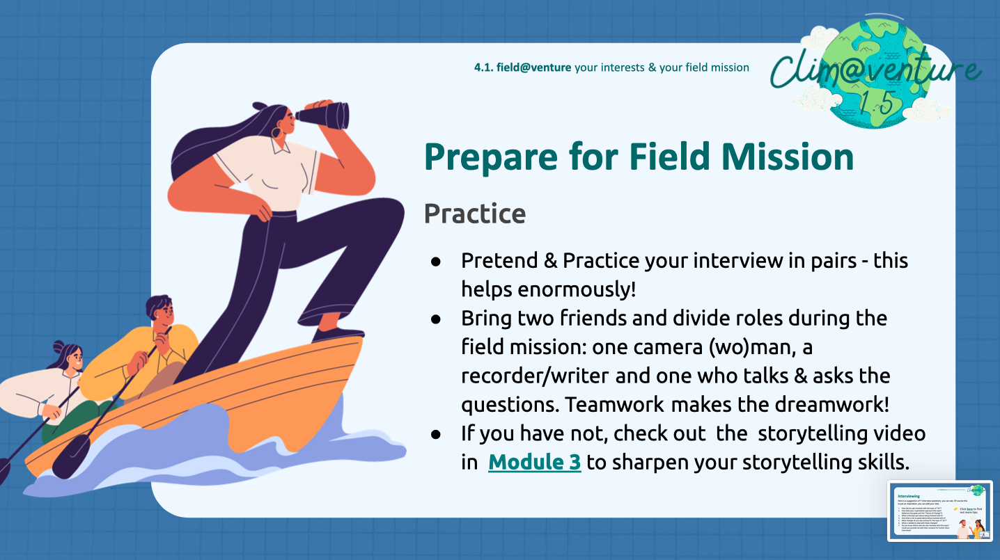 4.1. field@venture your interests & your field mission
Clim@venture
1.5
Prepare for Field Mission
Practice
● Pretend & Practice your interview in pairs - this
helps enormously!
● Bring two friends and divide roles during the
field mission: one camera (wo)man, a
recorder/writer and one who talks & asks the
questions. Teamwork makes the dreamwork!
● If you have not, check out the storytelling video
in Module 3 to sharpen your storytelling skills.
Interviewing
Click here to find
out more tips.